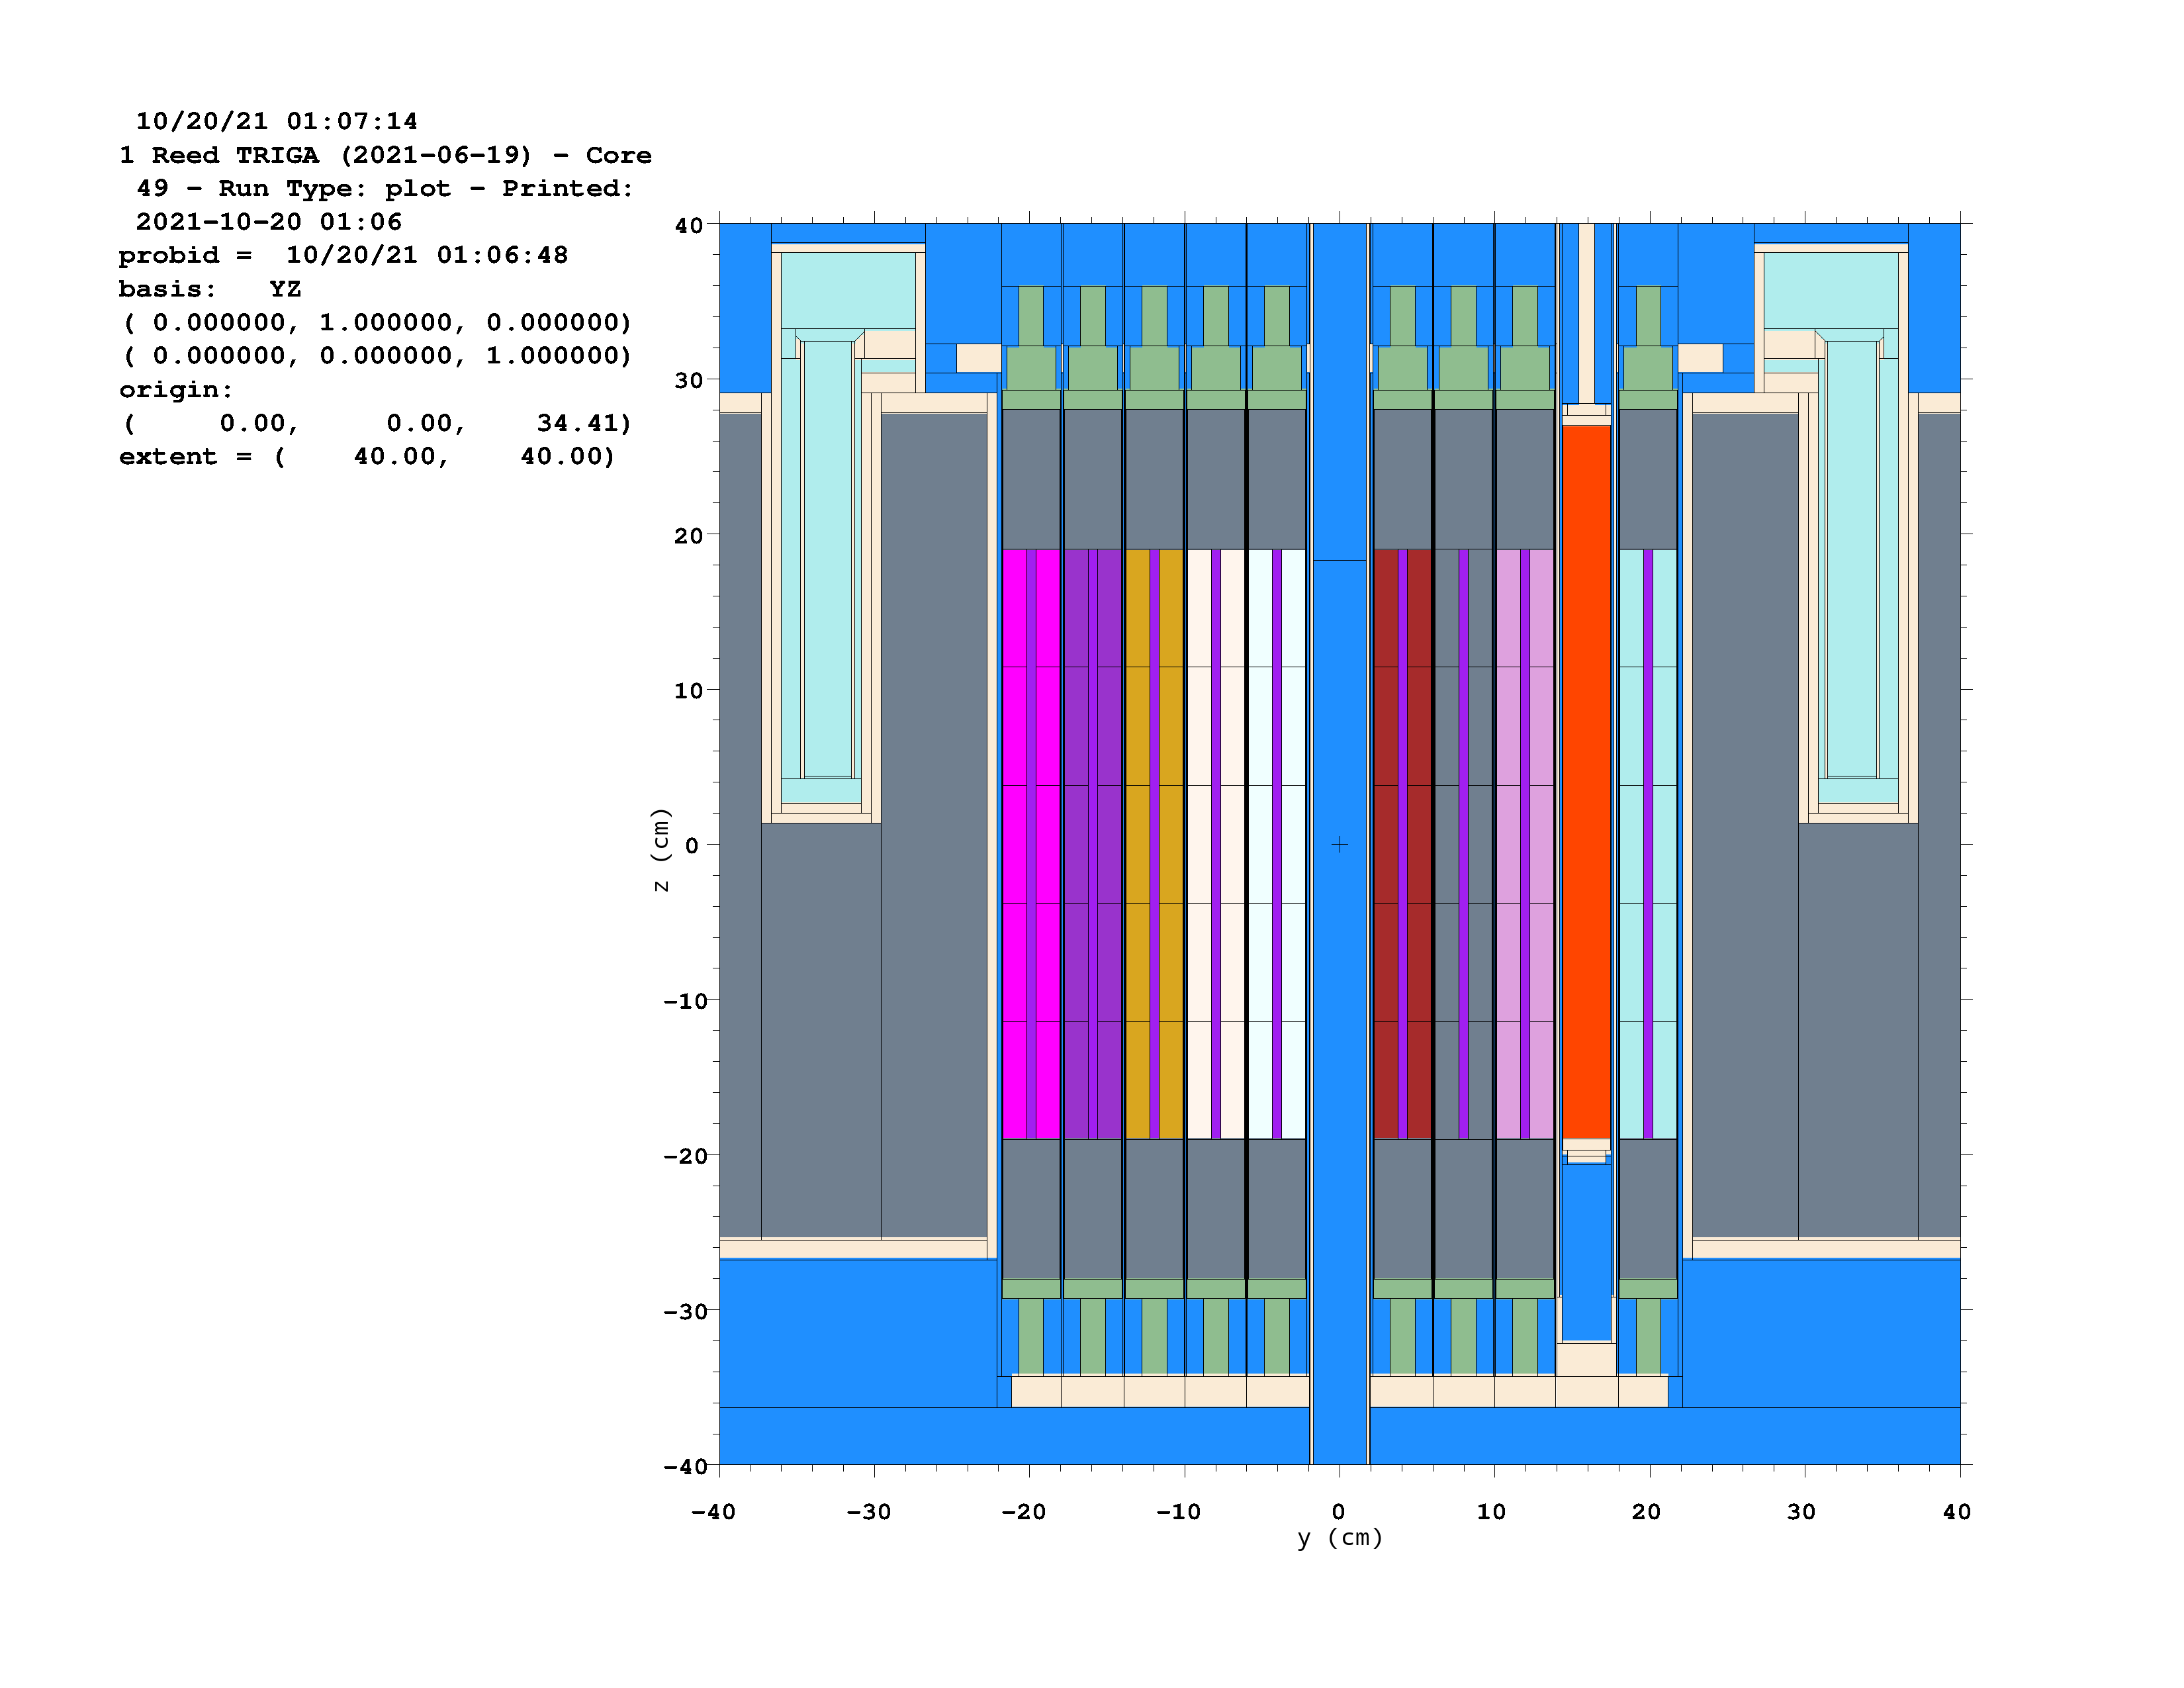 10/20/21 01:07:14
1 Reed TRIGA (2021-06-19) - Core
49 - Run Type: plot - Printed:
2021-10-20 01:06
probid =  10/20/21 01:06:48
basis:   YZ
( 0.000000, 1.000000, 0.000000)
( 0.000000, 0.000000, 1.000000)
origin:
(     0.00,     0.00,    34.41)
extent = (    40.00,    40.00)
40
30
20
10
0
-10
-20
-30
-40
z (cm)
-40 -30 -20 -10 0 10 20 30 40
y (cm)